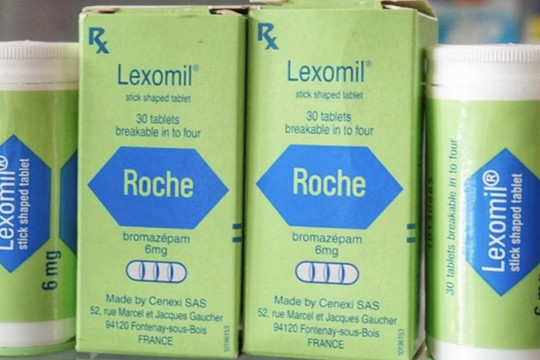 Lexomil®
stick shaped tablet
6 mg
Rx
Lexomil®
stick shaped tablet
30 tablets
breakable in to four
Roche
bromazépam
6mg
Made by Cenexi SAS
52, rue Marcel et Jacques Gaucher
94120 Fontenay-sous-Bois
FRANCE
Rx
Lexomil®
stick shaped tablet
30 tablets
breakable in to four
Roche
bromazépam
6mg
Made by Cenexi SAS
52, rue Marcel et Jacques Gaucher
94120 Fontenay-sous-Bois
FRANCE
30 tablets breakable in to four
Lexomil®
stick shaped tablet